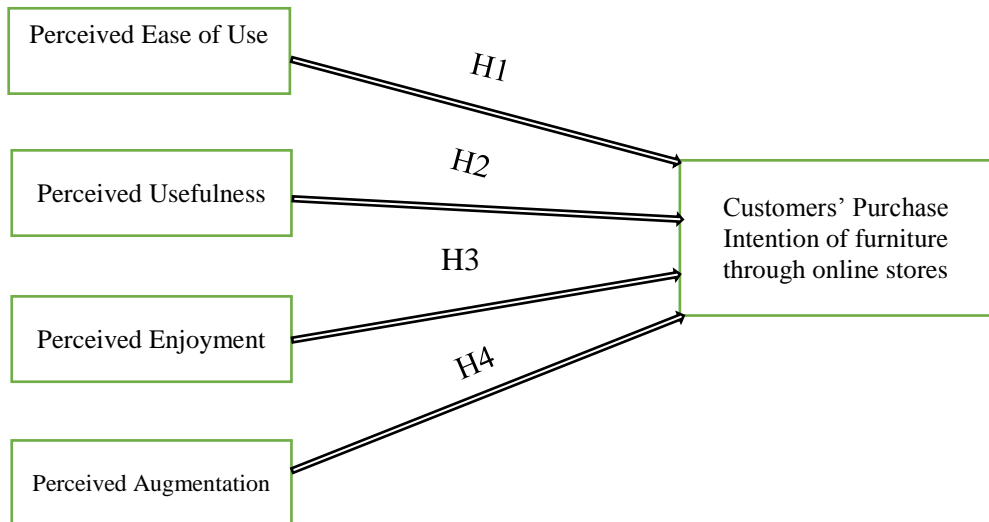 Perceived Ease of Use
H1
H2
Perceived Usefulness
Customers’ Purchase
Intention of furniture
through online stores
H3
Perceived Enjoyment
H4
Perceived Augmentation